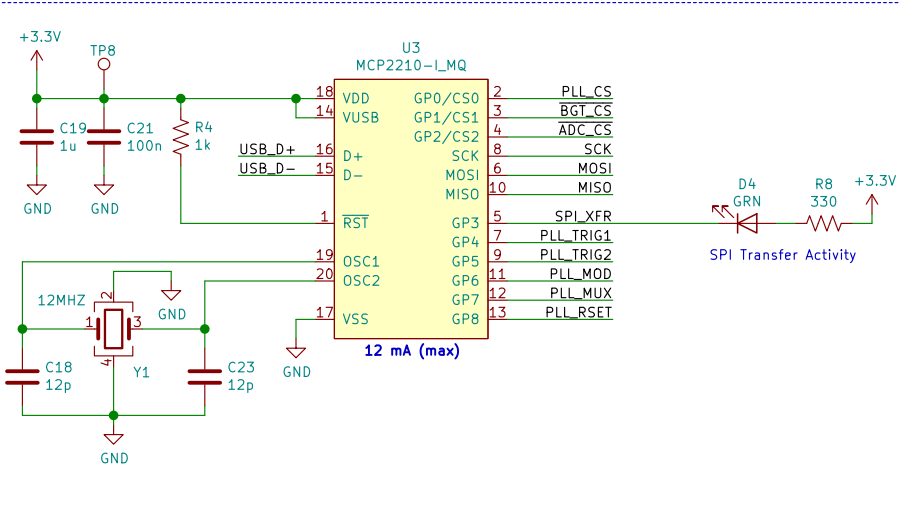 +3.3V
TP8
U3
MCP2210-I_MQ
18 VDD
14 VUSB
16 D+
15 D-
1 RST
19 OSC1
20 OSC2
17 VSS
GP0/CS0 2 PLL_CS
GP1/CS1 3 BGT_CS
GP2/CS2 4 ADC_CS
SCK 8 SCK
MOSI 6 MOSI
MISO 10 MISO
GP3 5 SPI_XFR
GP4 7 PLL_TRIG1
GP5 9 PLL_TRIG2
GP6 11 PLL_MOD
GP7 12 PLL_MUX
GP8 13 PLL_RSET
12 mA (max)
C19
1u
GND
C21
100n
GND
R4
1k
USB_D+
USB_D-
D4
GRN
R8
330
+3.3V
SPI Transfer Activity
12MHZ
1
2
3
4
Y1
GND
C18
12p
C23
12p
GND
GND